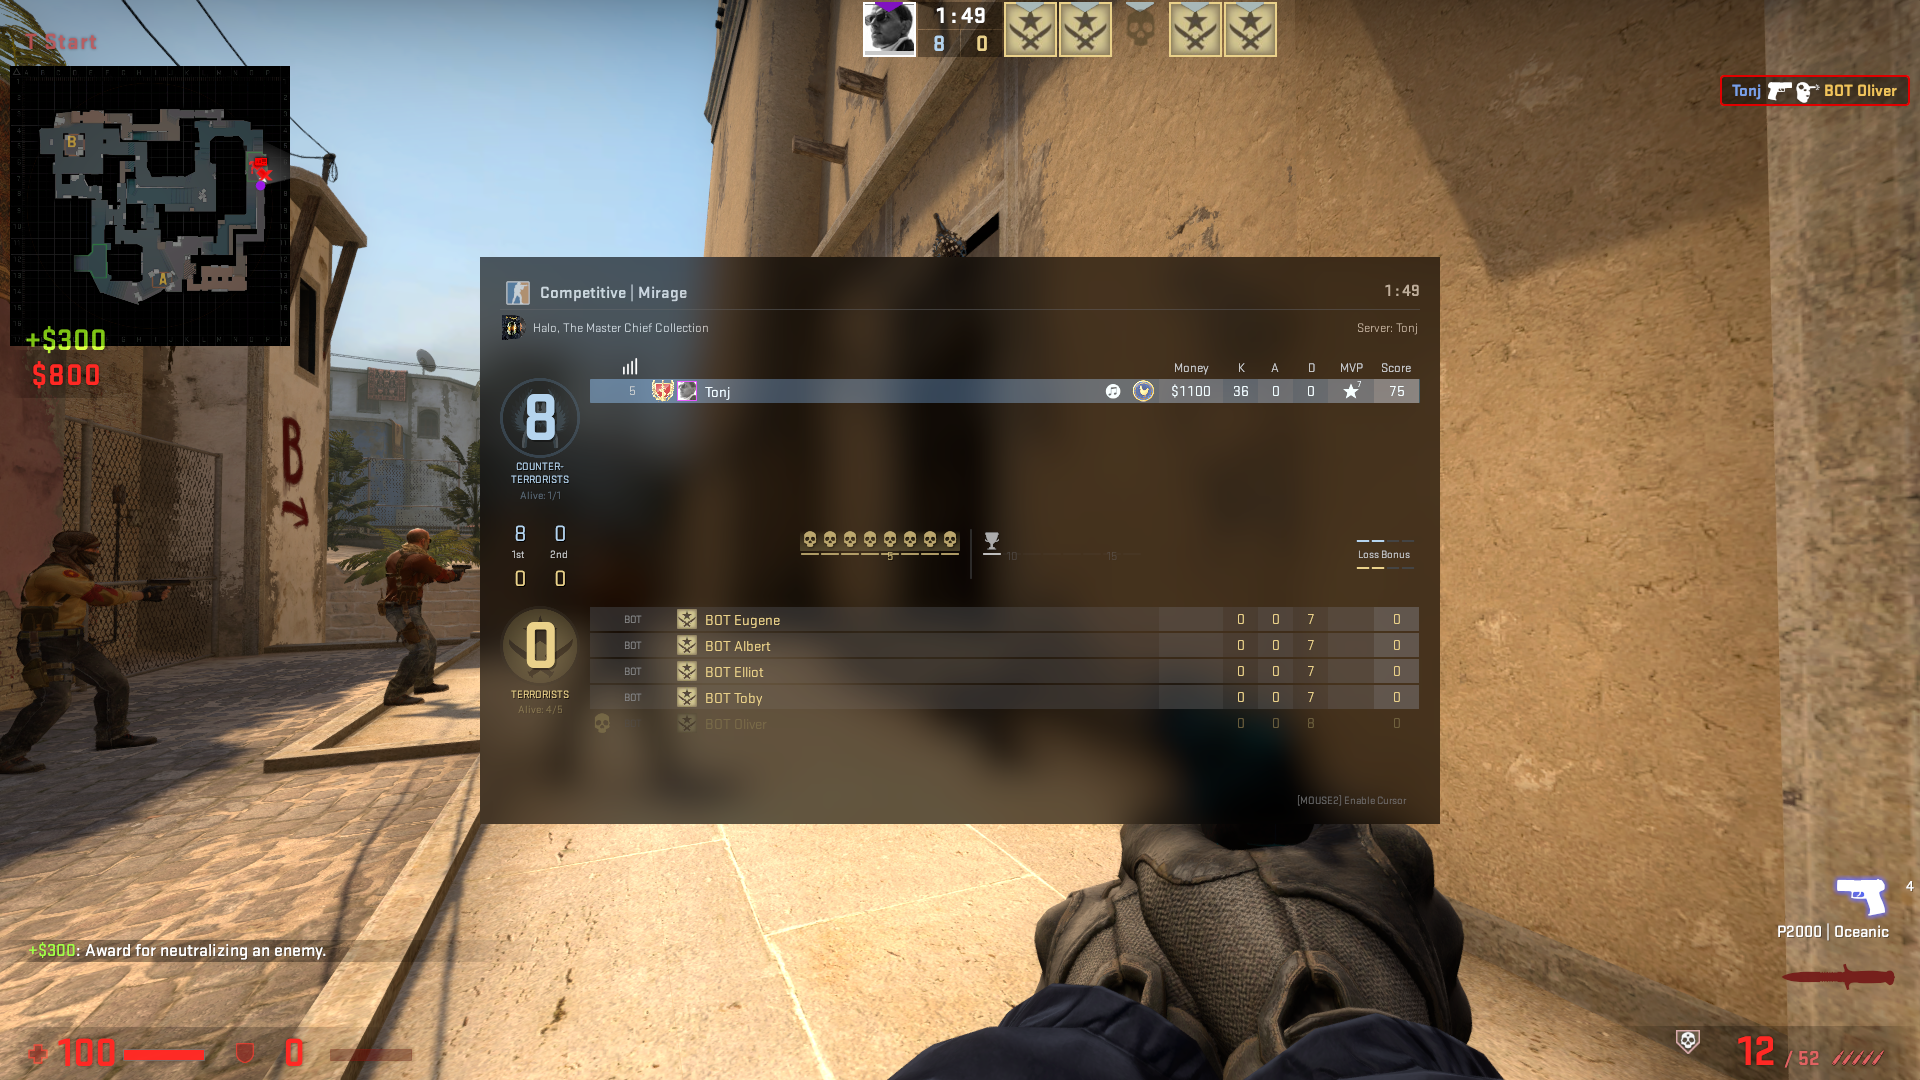 1:49
8 0
T Start
Tonj BOT Oliver
B
A
+$300
$800
Competitive | Mirage
1:49
Halo, The Master Chief Collection
Server: Tonj
Money K A D MVP Score
5 Tonj $1100 36 0 0 7 75
8
COUNTER-
TERRORISTS
Alive: 1/1
8 0
1st 2nd
0 0
5 10 15
Loss Bonus
0
TERRORISTS
Alive: 4/5
BOT BOT Eugene 0 0 7 0
BOT BOT Albert 0 0 7 0
BOT BOT Elliot 0 0 7 0
BOT BOT Toby 0 0 7 0
BOT Oliver 0 0 8 0
[MOUSE2] Enable Cursor
B
4
P2000 | Oceanic
+$300: Award for neutralizing an enemy.
100 0
12 / 52